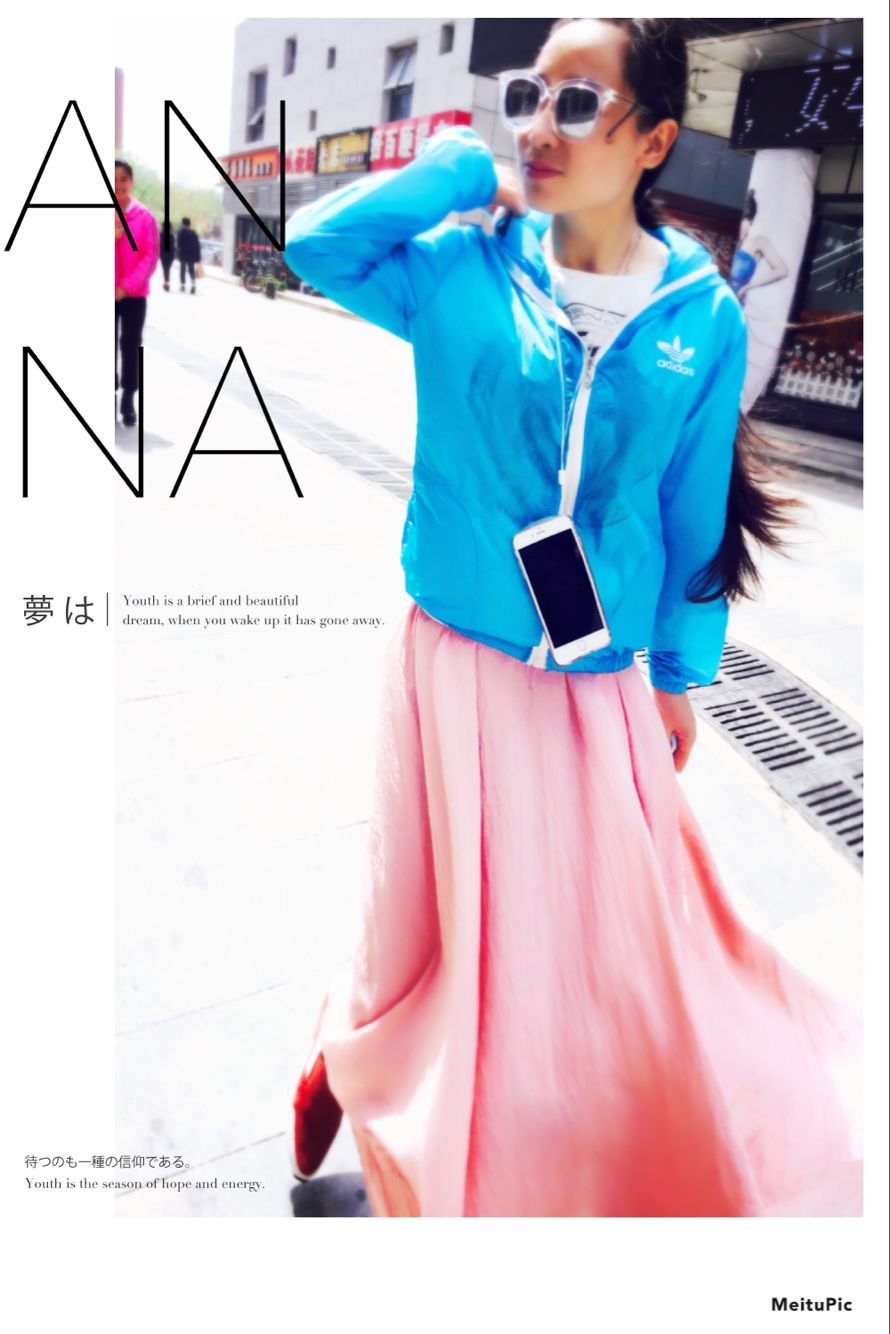 AN
NA
夢は
Youth is a brief and beautiful
dream, when you wake up it has gone away.
adidas
待つのも一種の信仰である。
Youth is the season of hope and energy.
MeituPic